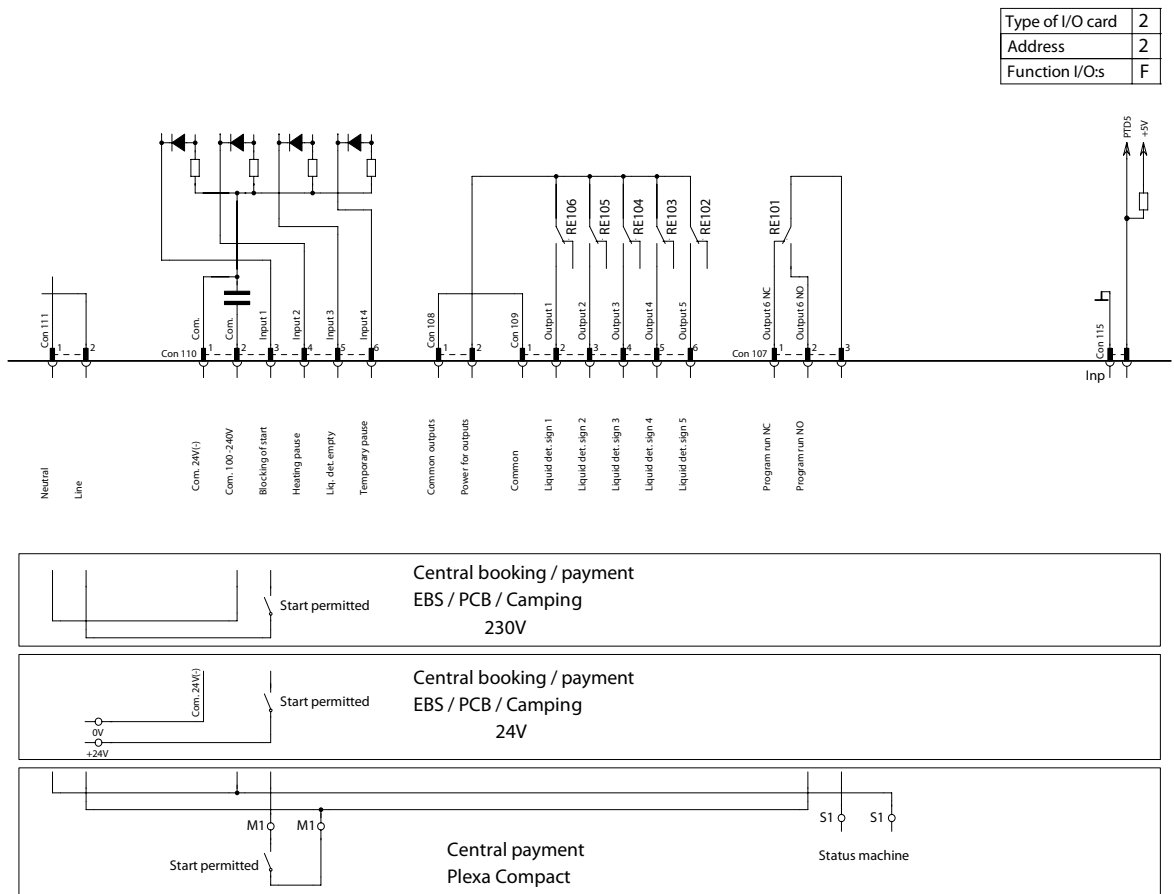 Type of I/O card 2
Address 2
Function I/O:s F
PTD5
+5V
RE106
RE105
RE104
RE103
RE102
RE101
Con 111
1
2
Con 110
Com.
1
Com.
2
Input 1
3
Input 2
4
Input 3
5
Input 4
6
Con 108
1
2
Con 109
1
Output 1
2
Output 2
3
Output 3
4
Output 4
5
Output 5
6
Con 107
Output 6 NC
1
Output 6 NO
2
3
Con 115
Inp
Neutral
Line
Com. 24V(-)
Com. 100-240V
Blocking of start
Heating pause
Liq. det. empty
Temporary pause
Common outputs
Power for outputs
Common
Liquid det. sign 1
Liquid det. sign 2
Liquid det. sign 3
Liquid det. sign 4
Liquid det. sign 5
Program run NC
Program run NO
Start permitted
Central booking / payment
EBS / PCB / Camping
230V
Com. 24V(-)
0V
+24V
Start permitted
Central booking / payment
EBS / PCB / Camping
24V
M1 M1
Start permitted
Central payment
Plexa Compact
S1 S1
Status machine